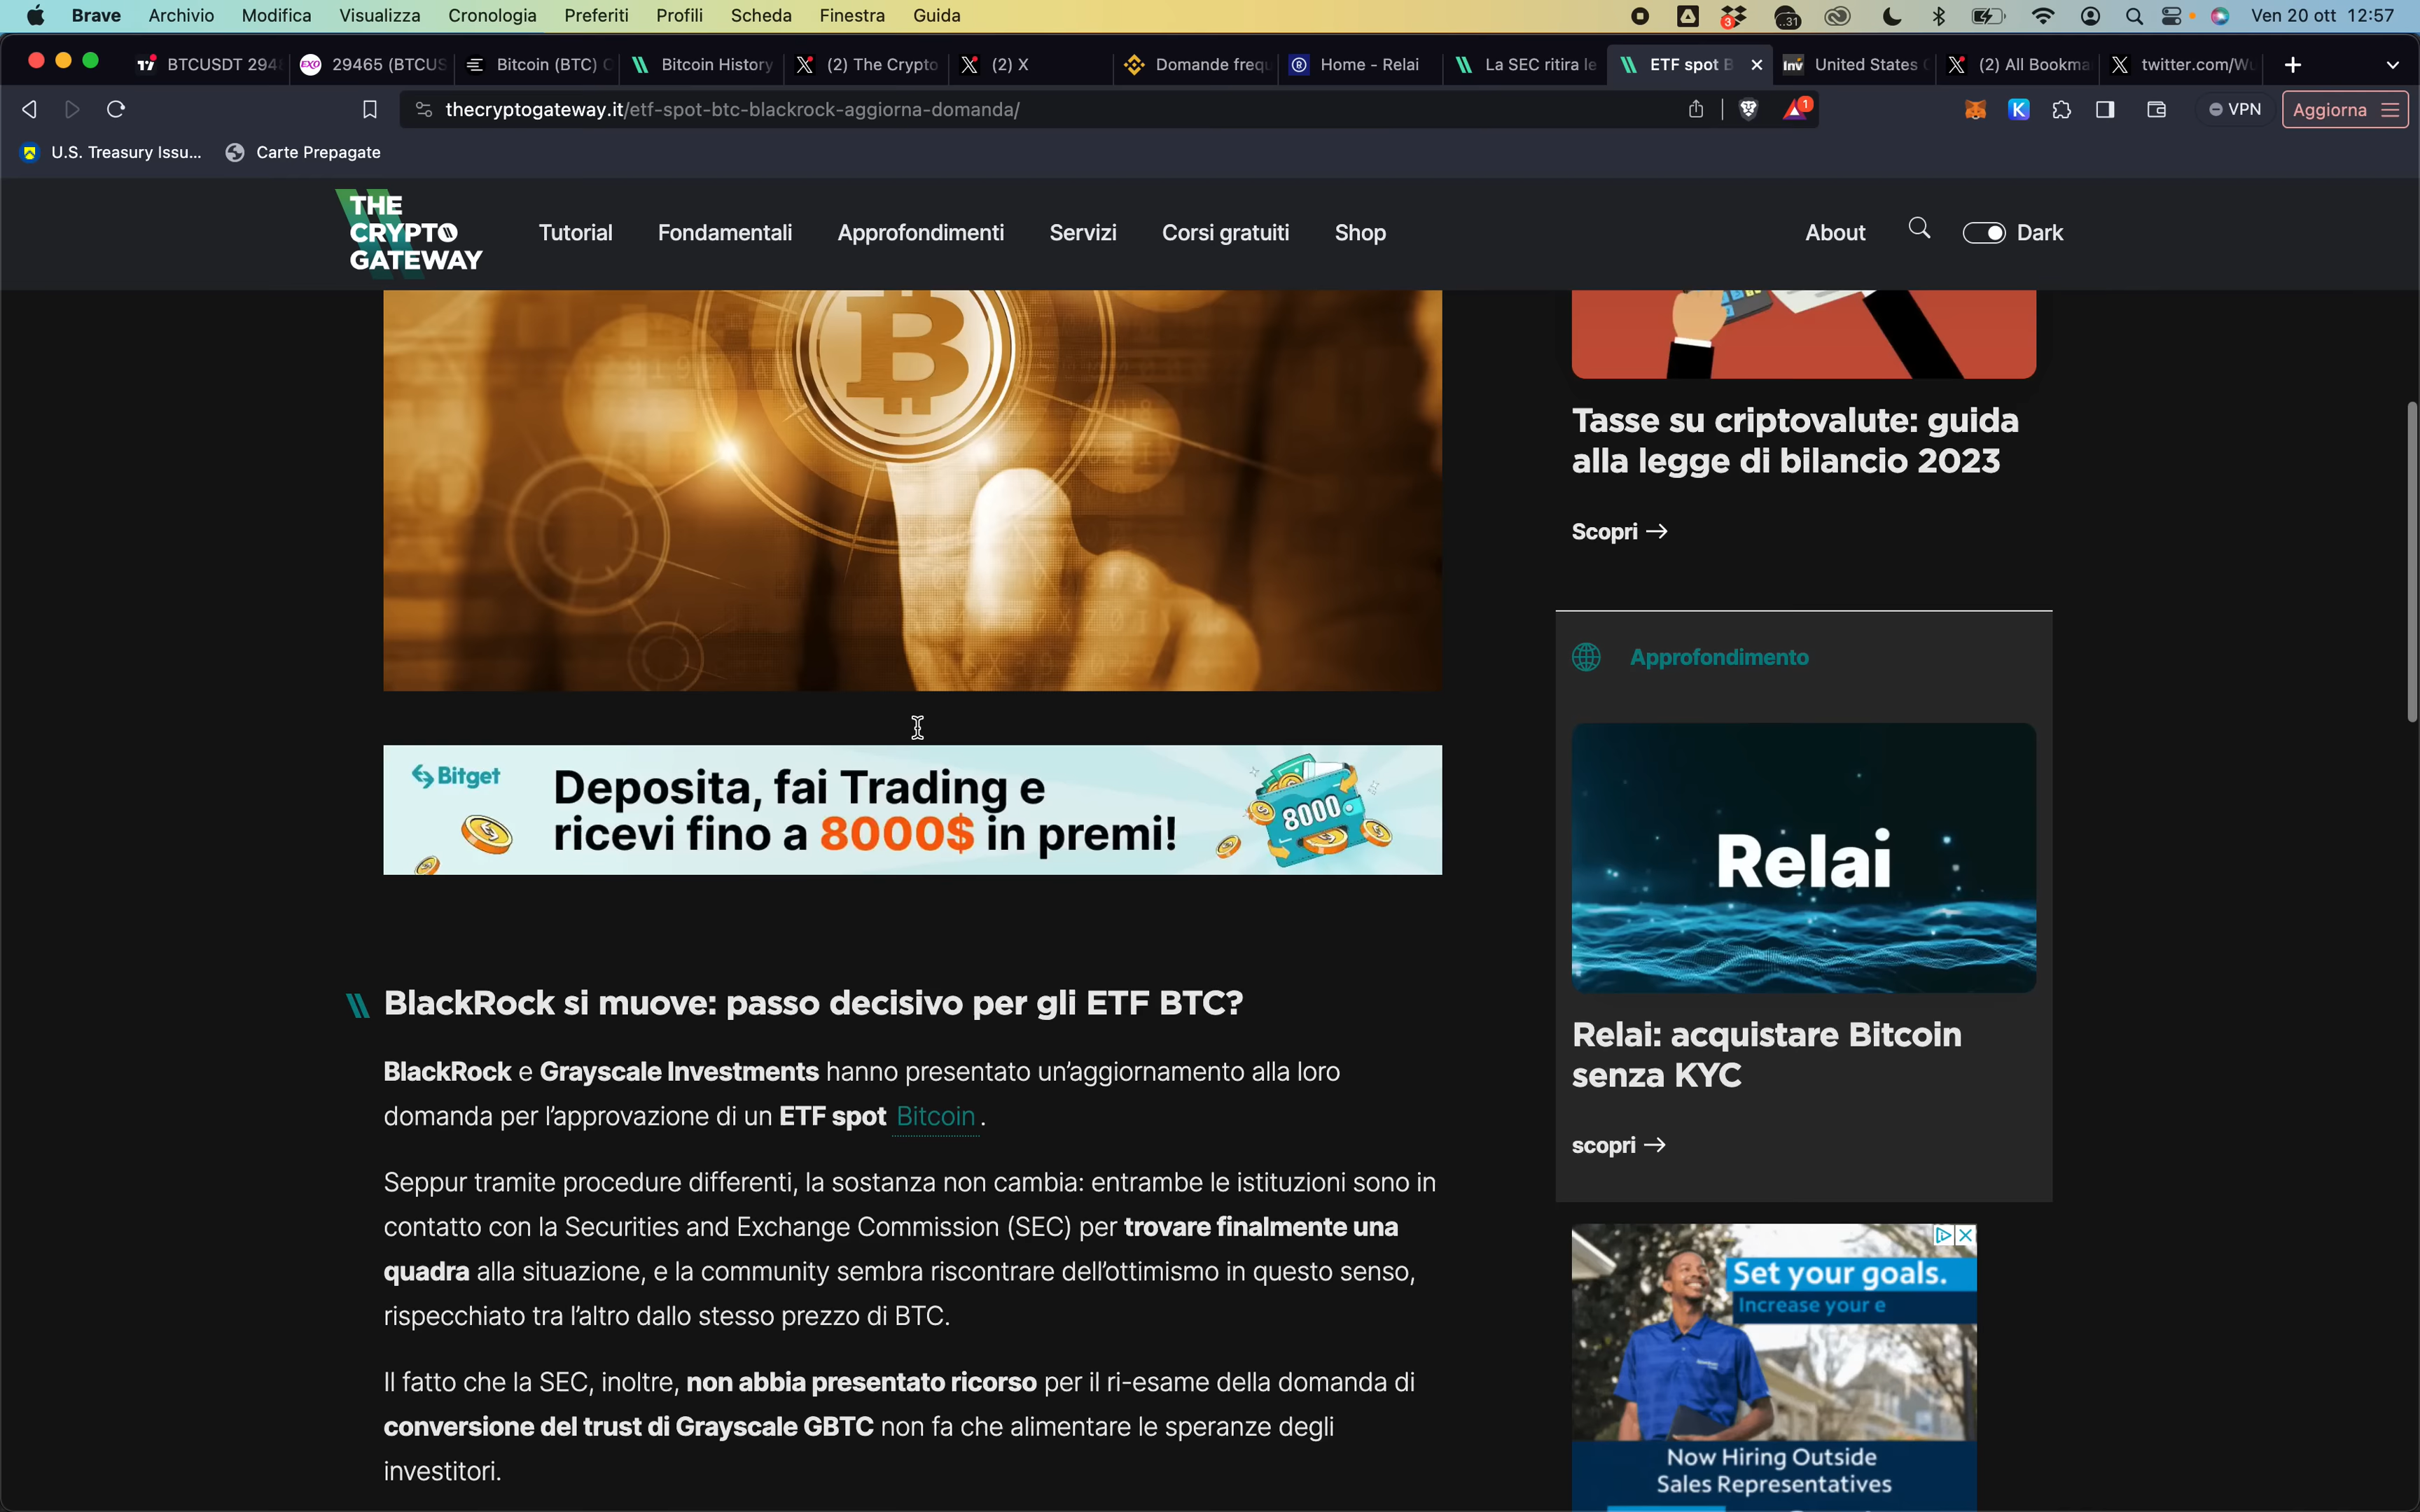 Brave Archivio Modifica Visualizza Cronologia Preferiti Profili Scheda Finestra Guida
3 ..31 Ven 20 ott 12:57
BTCUSDT 294 29465 (BTCUS Bitcoin (BTC) Bitcoin History (2) The Crypto (2) X Domande freq Home - Relai La SEC ritira le ETF spot B United States (2) All Bookma twitter.com/Wu
thecryptogateway.it/etf-spot-btc-blackrock-aggiorna-domanda/ 1 K VPN Aggiorna
U.S. Treasury Issu... Carte Prepagate
THE
CRYPTO
GATEWAY
Tutorial Fondamentali Approfondimenti Servizi Corsi gratuiti Shop About Dark
Tasse su criptovalute: guida
alla legge di bilancio 2023
Scopri →
Approfondimento
Relai
Relai: acquistare Bitcoin
senza KYC
scopri →
Bitget
Deposita, fai Trading e
ricevi fino a 8000$ in premi!
8000
BlackRock si muove: passo decisivo per gli ETF BTC?
BlackRock e Grayscale Investments hanno presentato un'aggiornamento alla loro
domanda per l'approvazione di un ETF spot Bitcoin.
Seppur tramite procedure differenti, la sostanza non cambia: entrambe le istituzioni sono in
contatto con la Securities and Exchange Commission (SEC) per trovare finalmente una
quadra alla situazione, e la community sembra riscontrare dell'ottimismo in questo senso,
rispecchiato tra l'altro dallo stesso prezzo di BTC.
Il fatto che la SEC, inoltre, non abbia presentato ricorso per il ri-esame della domanda di
conversione del trust di Grayscale GBTC non fa che alimentare le speranze degli
investitori.
Set your goals.
Increase your e
Now Hiring Outside
Sales Representatives